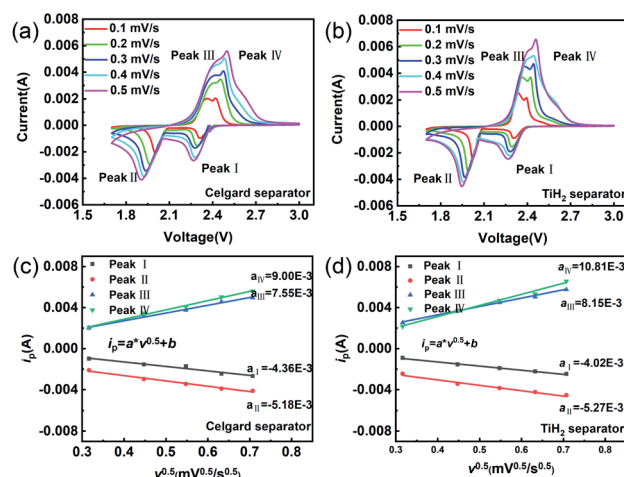 (a)
0.008
0.006
0.004
0.002
0.000
-0.002
-0.004
-0.006
Current(A)
0.1 mV/s
0.2 mV/s
0.3 mV/s
0.4 mV/s
0.5 mV/s
Peak III
Peak IV
Peak I
Peak II
Celgard separator
1.5 1.8 2.1 2.4 2.7 3.0
Voltage(V)
(b)
0.008
0.006
0.004
0.002
0.000
-0.002
-0.004
-0.006
Current(A)
0.1 mV/s
0.2 mV/s
0.3 mV/s
0.4 mV/s
0.5 mV/s
Peak III
Peak IV
Peak I
Peak II
TiH2 separator
1.5 1.8 2.1 2.4 2.7 3.0
Voltage(V)
(c)
0.008
0.004
0.000
-0.004
-0.008
ip(A)
Peak I
Peak II
Peak III
Peak IV
aIV=9.00E-3
aIII=7.55E-3
ip=a*v0.5+b
aI=-4.36E-3
aII=-5.18E-3
Celgard separator
0.3 0.4 0.5 0.6 0.7 0.8
v0.5(mV0.5/s0.5)
(d)
0.008
0.004
0.000
-0.004
-0.008
ip(A)
Peak I
Peak II
Peak III
Peak IV
aIV=10.81E-3
aIII=8.15E-3
ip=a*v0.5+b
aI=-4.02E-3
aII=-5.27E-3
TiH2 separator
0.3 0.4 0.5 0.6 0.7 0.8
v0.5(mV0.5/s0.5)